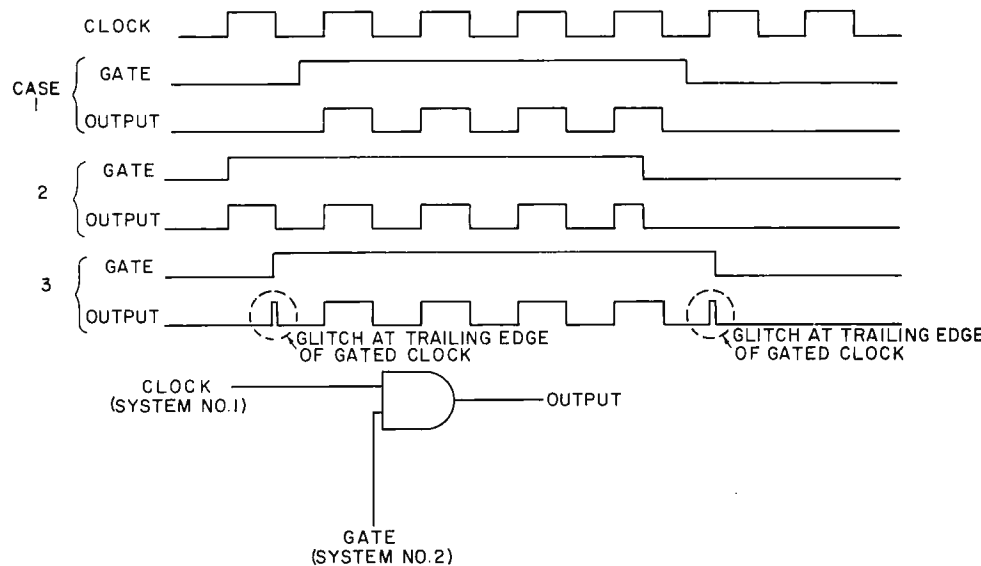 CLOCK
CASE
1
GATE
OUTPUT
2
GATE
OUTPUT
3
GATE
OUTPUT
GLITCH AT TRAILING EDGE
OF GATED CLOCK
GLITCH AT TRAILING EDGE
OF GATED CLOCK
CLOCK
(SYSTEM NO.1)
OUTPUT
GATE
(SYSTEM NO.2)